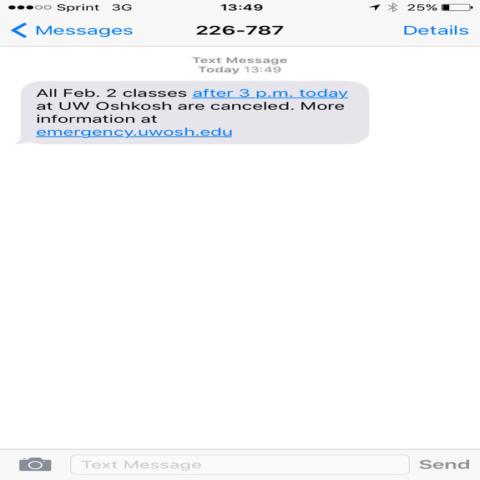 Sprint 3G 13:49 25%
Messages 226-787 Details
Text Message
Today 13:49
All Feb. 2 classes after 3 p.m. today
at UW Oshkosh are canceled. More
information at
emergency.uwosh.edu
Text Message Send